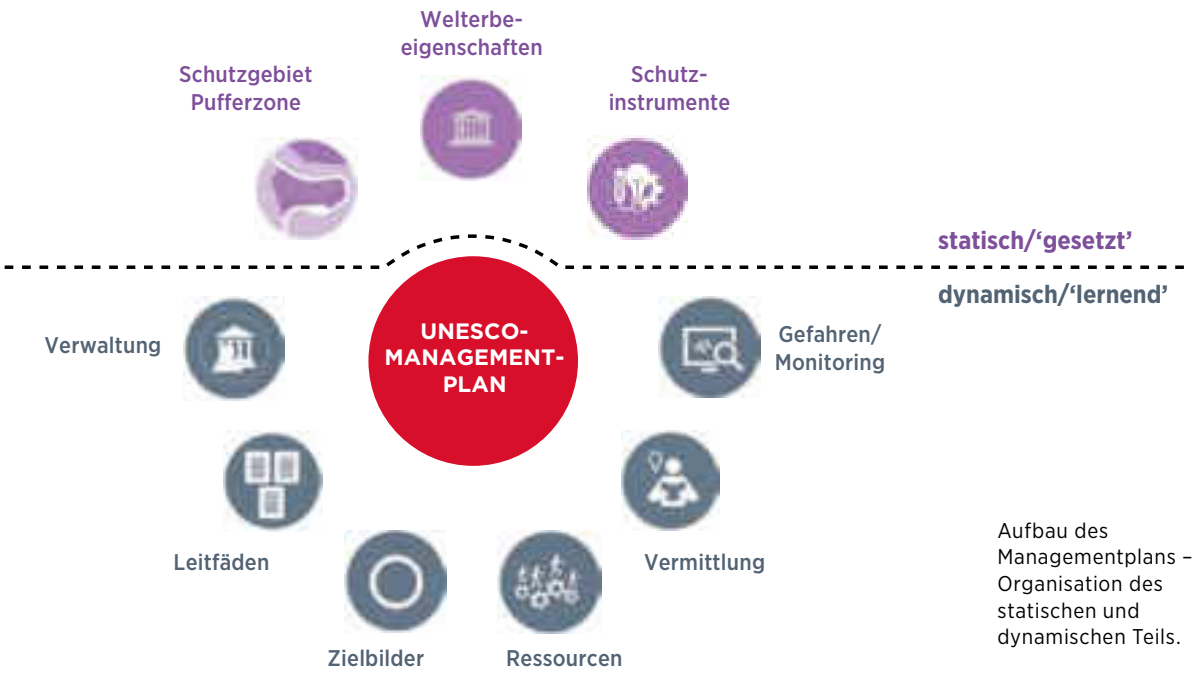 Welterbe-
eigenschaften
Schutzgebiet
Pufferzone
Schutz-
instrumente
statisch/‘gesetzt’
dynamisch/‘lernend’
Verwaltung
UNESCO-
MANAGEMENT-
PLAN
Gefahren/
Monitoring
Leitfäden
Vermittlung
Zielbilder
Ressourcen
Aufbau des
Managementplans –
Organisation des
statischen und
dynamischen Teils.